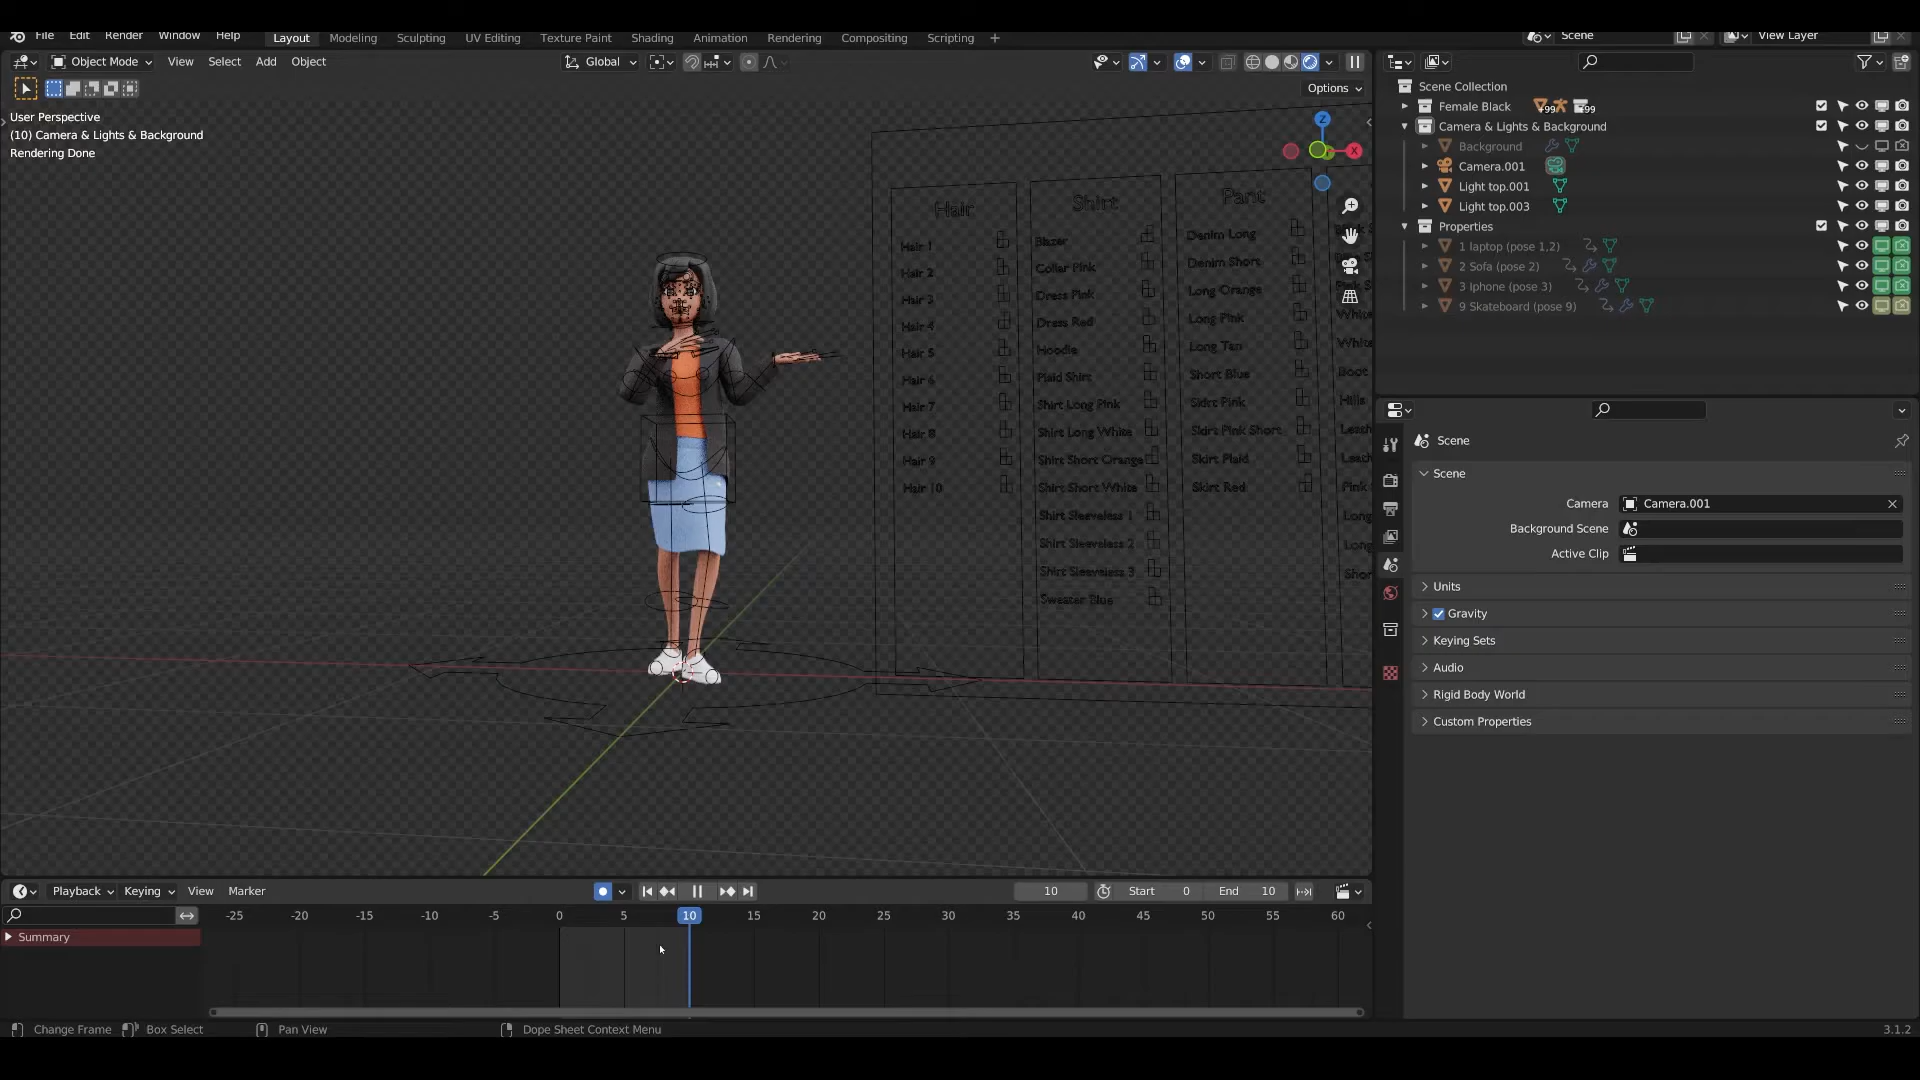 File Edit Render Window Help Layout Modeling Sculpting UV Editing Texture Paint Shading Animation Rendering Compositing Scripting + Scene View Layer
Object Mode View Select Add Object Global
Options
User Perspective
(10) Camera & Lights & Background
Rendering Done
Z
X
Hair
Hair 1
Hair 2
Hair 3
Hair 4
Hair 5
Hair 6
Hair 7
Hair 8
Hair 9
Hair 10
Shirt
Blazer
Collar Pink
Dress Pink
Dress Red
Hoodie
Plaid Shirt
Shirt Long Pink
Shirt Long White
Shirt Short Orange
Shirt Short White
Shirt Sleeveless 1
Shirt Sleeveless 2
Shirt Sleeveless 3
Sweater Blue
Pant
Denim Long
Denim Short
Long Orange
Long Pink
Long Tan
Short Blue
Skirt Pink
Skirt Pink Short
Skirt Plaid
Skirt Red
Boot
Hills
Scene Collection
Female Black +99 +99
Camera & Lights & Background
Background
Camera.001
Light top.001
Light top.003
Properties
1 laptop (pose 1,2)
2 Sofa (pose 2)
3 Iphone (pose 3)
9 Skateboard (pose 9)
Scene
Scene
Camera Camera.001
Background Scene
Active Clip
Units
Gravity
Keying Sets
Audio
Rigid Body World
Custom Properties
Playback Keying View Marker 10 Start 0 End 10
-25 -20 -15 -10 -5 0 5 10 15 20 25 30 35 40 45 50 55 60
Summary
Change Frame Box Select Pan View Dope Sheet Context Menu 3.1.2